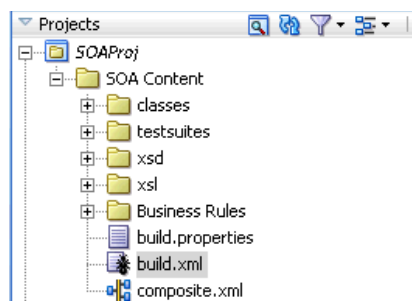 Projects
SOAProj
SOA Content
classes
testsuites
xsd
xsl
Business Rules
build.properties
build.xml
composite.xml